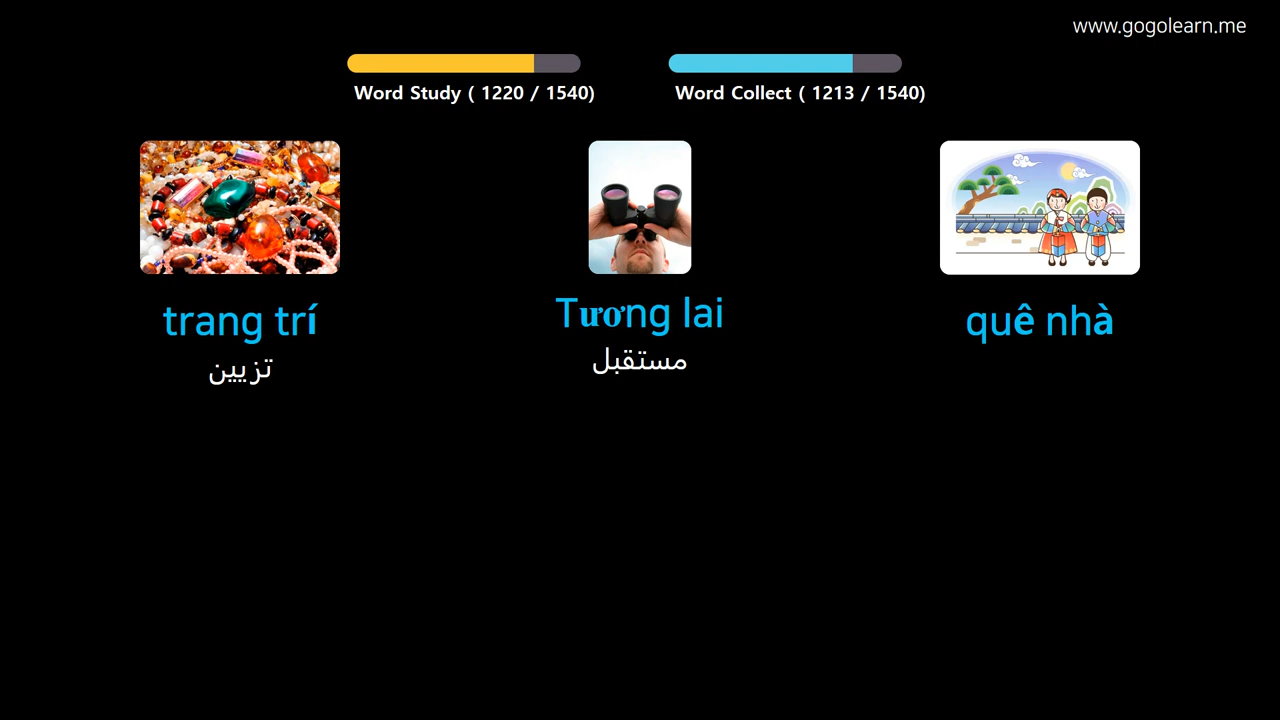 www.gogolearn.me
Word Study ( 1220 / 1540)
Word Collect ( 1213 / 1540)
trang trí
تزيين
Tương lai
مستقبل
quê nhà